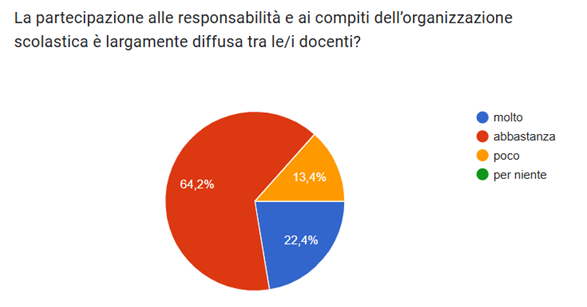 La partecipazione alle responsabilità e ai compiti dell’organizzazione
scolastica è largamente diffusa tra le/i docenti?
molto
abbastanza
poco
per niente
64,2%
13,4%
22,4%